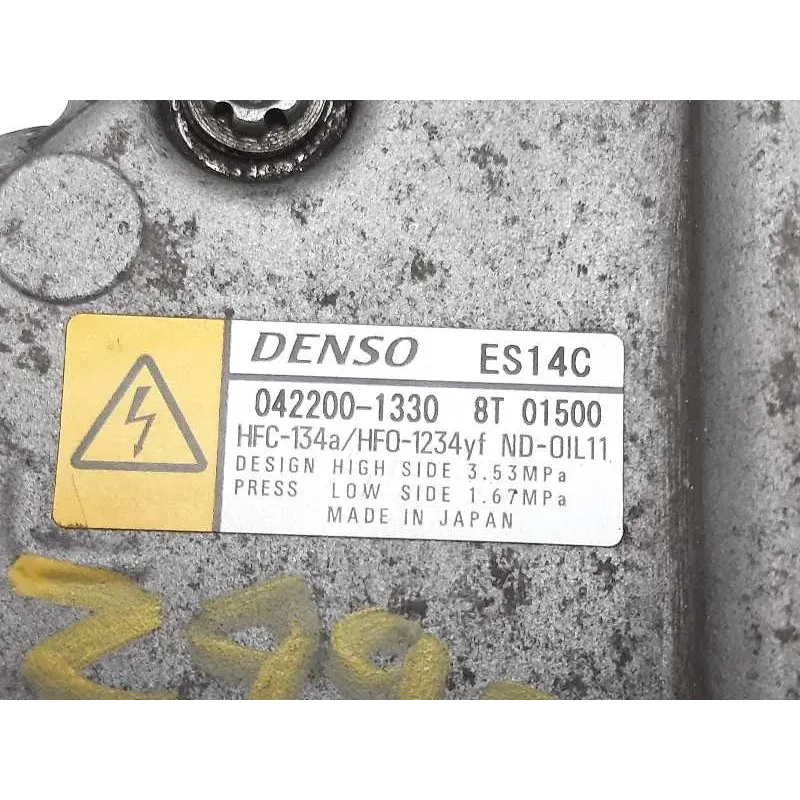 DENSO ES14C
042200-1330 8T 01500
HFC-134a/HFO-1234yf ND-OIL11
DESIGN HIGH SIDE 3.53MPa
PRESS LOW SIDE 1.67MPa
MADE IN JAPAN